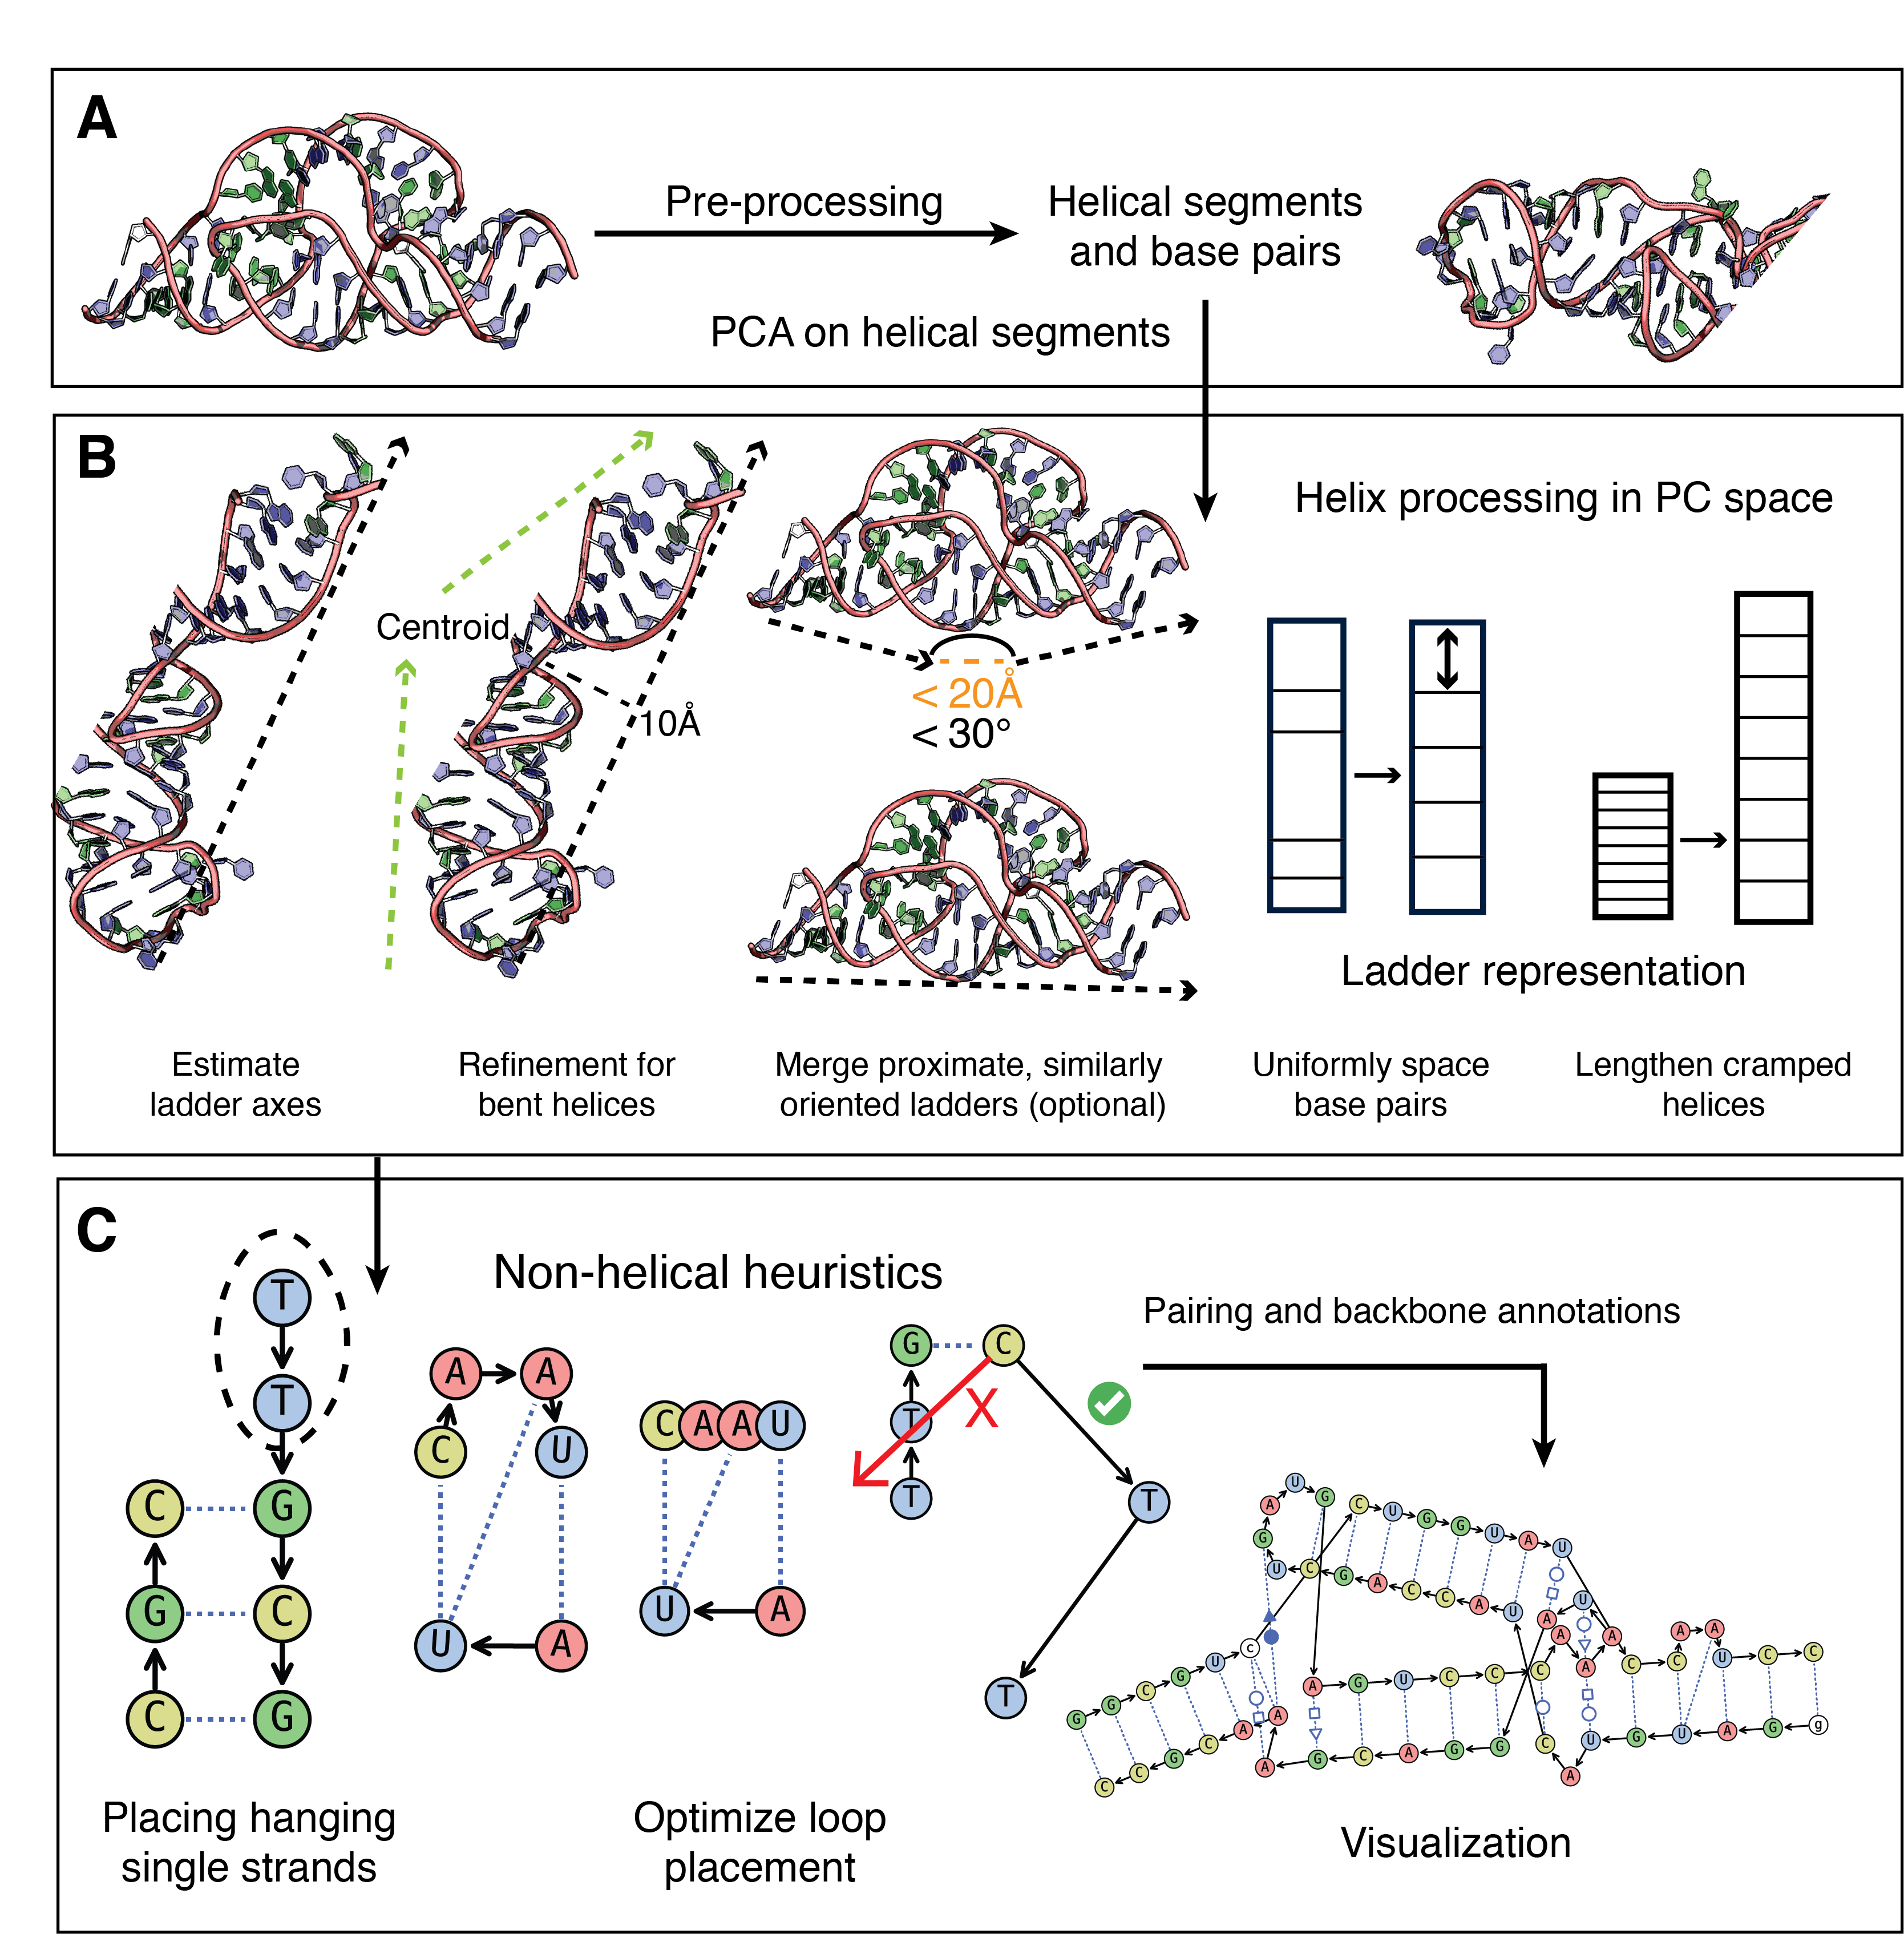 A
Pre-processing
Helical segments
and base pairs
PCA on helical segments
B
Helix processing in PC space
Centroid
10Å
< 20Å
< 30°
Ladder representation
Estimate
ladder axes
Refinement for
bent helices
Merge proximate, similarly
oriented ladders (optional)
Uniformly space
base pairs
Lengthen cramped
helices
C
Non-helical heuristics
Pairing and backbone annotations
T
T
C G
G C
C G
A A
C U
U A
C A A U
U A
G C
T X
T T
T
U G C U G G U A U
A
G
U C G A C C A U
G G C G U c
A G U C C C
A U
A A A
A
C C A A U C C
C C G C A A
A G C A G G
C A U G U A G g
Placing hanging
single strands
Optimize loop
placement
Visualization